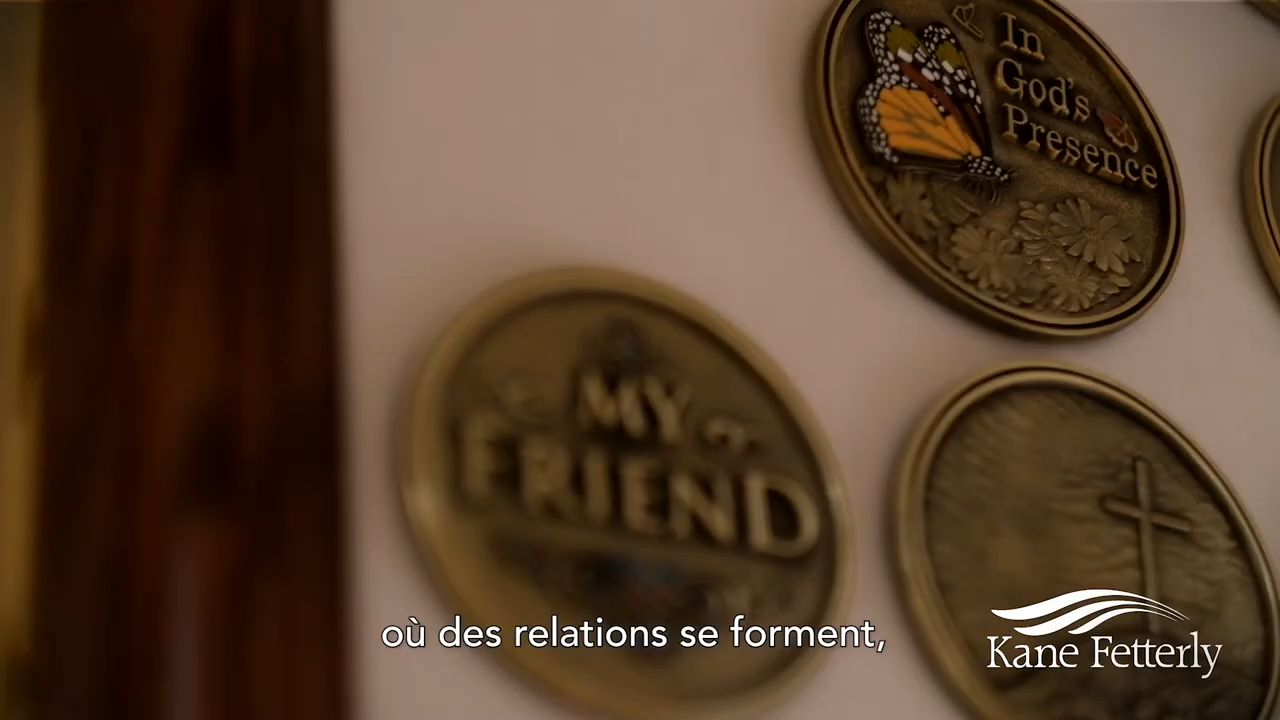 In
God's
Presence
MY
FRIEND
où des relations se forment,
Kane Fetterly